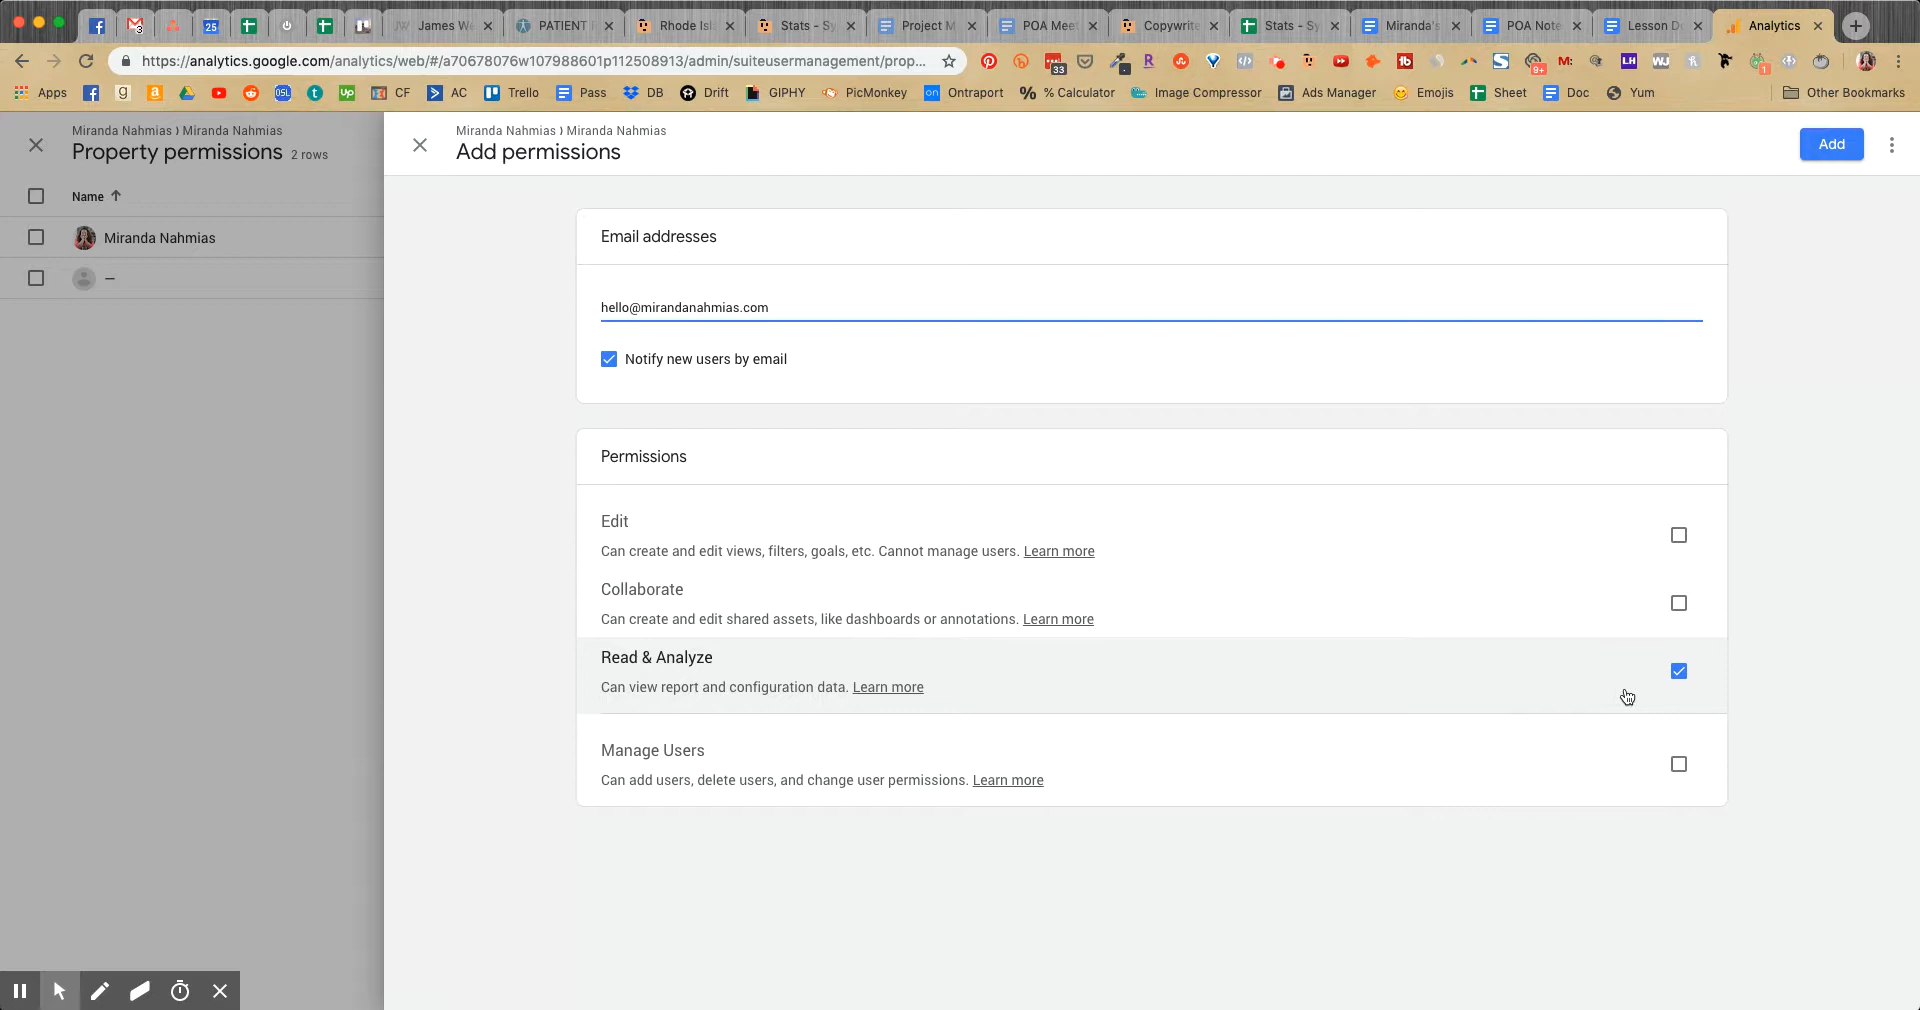 James We
PATIENT
Rhode Isl
Stats - Sy
Project M
POA Meet
Copywrite
Stats - Sy
Miranda's
POA Note
Lesson D
Analytics
https://analytics.google.com/analytics/web/#/a70678076w107988601p112508913/admin/suiteusermanagement/prop...
Apps
CF
AC
Trello
Pass
DB
Drift
GIPHY
PicMonkey
Ontraport
% Calculator
Image Compressor
Ads Manager
Emojis
Sheet
Doc
Yum
Other Bookmarks
Miranda Nahmias › Miranda Nahmias
Property permissions 2 rows
Name
Miranda Nahmias
—
Miranda Nahmias › Miranda Nahmias
Add permissions
Add
Email addresses
hello@mirandanahmias.com
Notify new users by email
Permissions
Edit
Can create and edit views, filters, goals, etc. Cannot manage users. Learn more
Collaborate
Can create and edit shared assets, like dashboards or annotations. Learn more
Read & Analyze
Can view report and configuration data. Learn more
Manage Users
Can add users, delete users, and change user permissions. Learn more